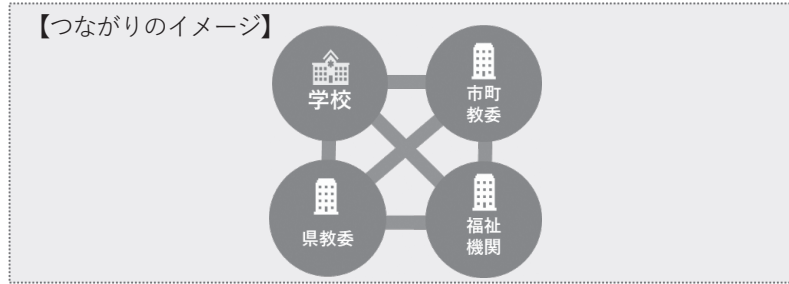 【つながりのイメージ】
学校
市町
教委
県教委
福祉
機関